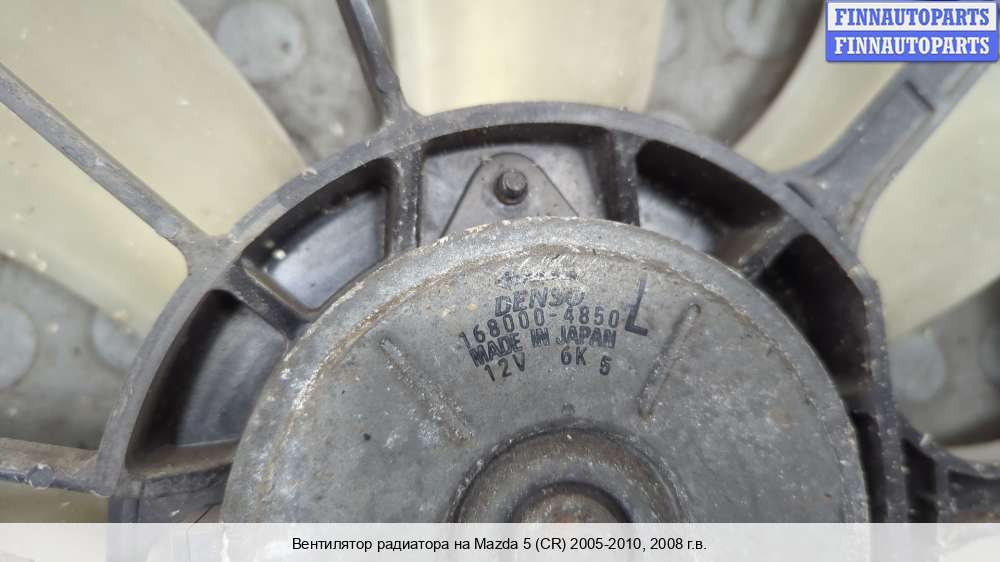 FINNAUTOPARTS
FINNAUTOPARTS
DENSO
168000-4850 L
MADE IN JAPAN
12V 6K 5
Вентилятор радиатора на Mazda 5 (CR) 2005-2010, 2008 г.в.